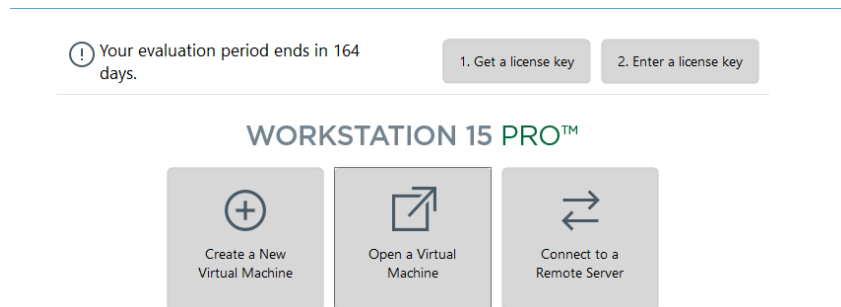 Your evaluation period ends in 164
days.
1. Get a license key
2. Enter a license key
WORKSTATION 15 PRO™
Create a New
Virtual Machine
Open a Virtual
Machine
Connect to a
Remote Server